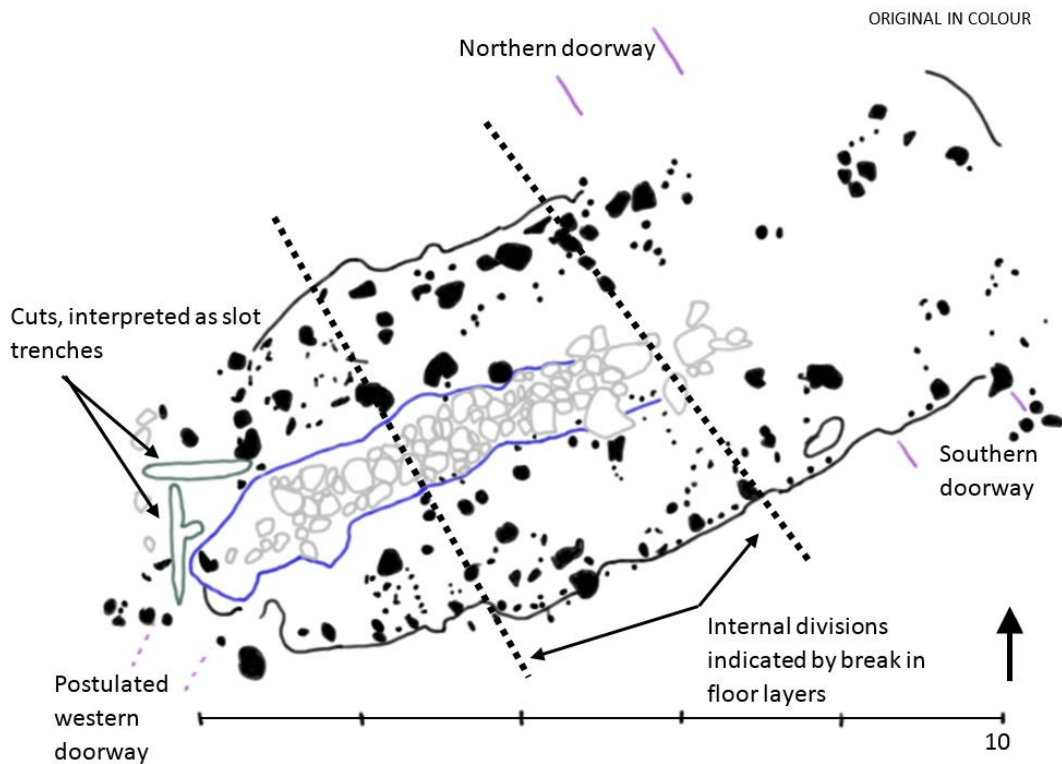 ORIGINAL IN COLOUR
Northern doorway
Cuts, interpreted as slot
trenches
Southern
doorway
Internal divisions
indicated by break in
floor layers
Postulated
western
doorway
10